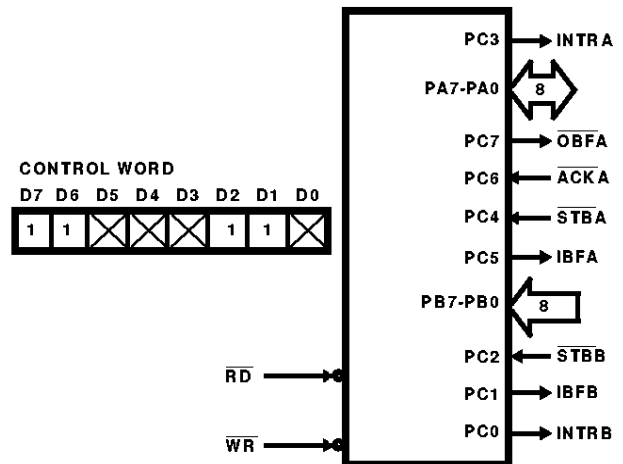 PC3 INTRA
PA7-PA0 8
PC7 OBFA
CONTROL WORD
PC6 ACKA
D7 D6 D5 D4 D3 D2 D1 D0
PC4 STBA
1 1 1 1
PC5 IBFA
PB7-PB0 8
PC2 STBB
RD
PC1 IBFB
PC0 INTRB
WR